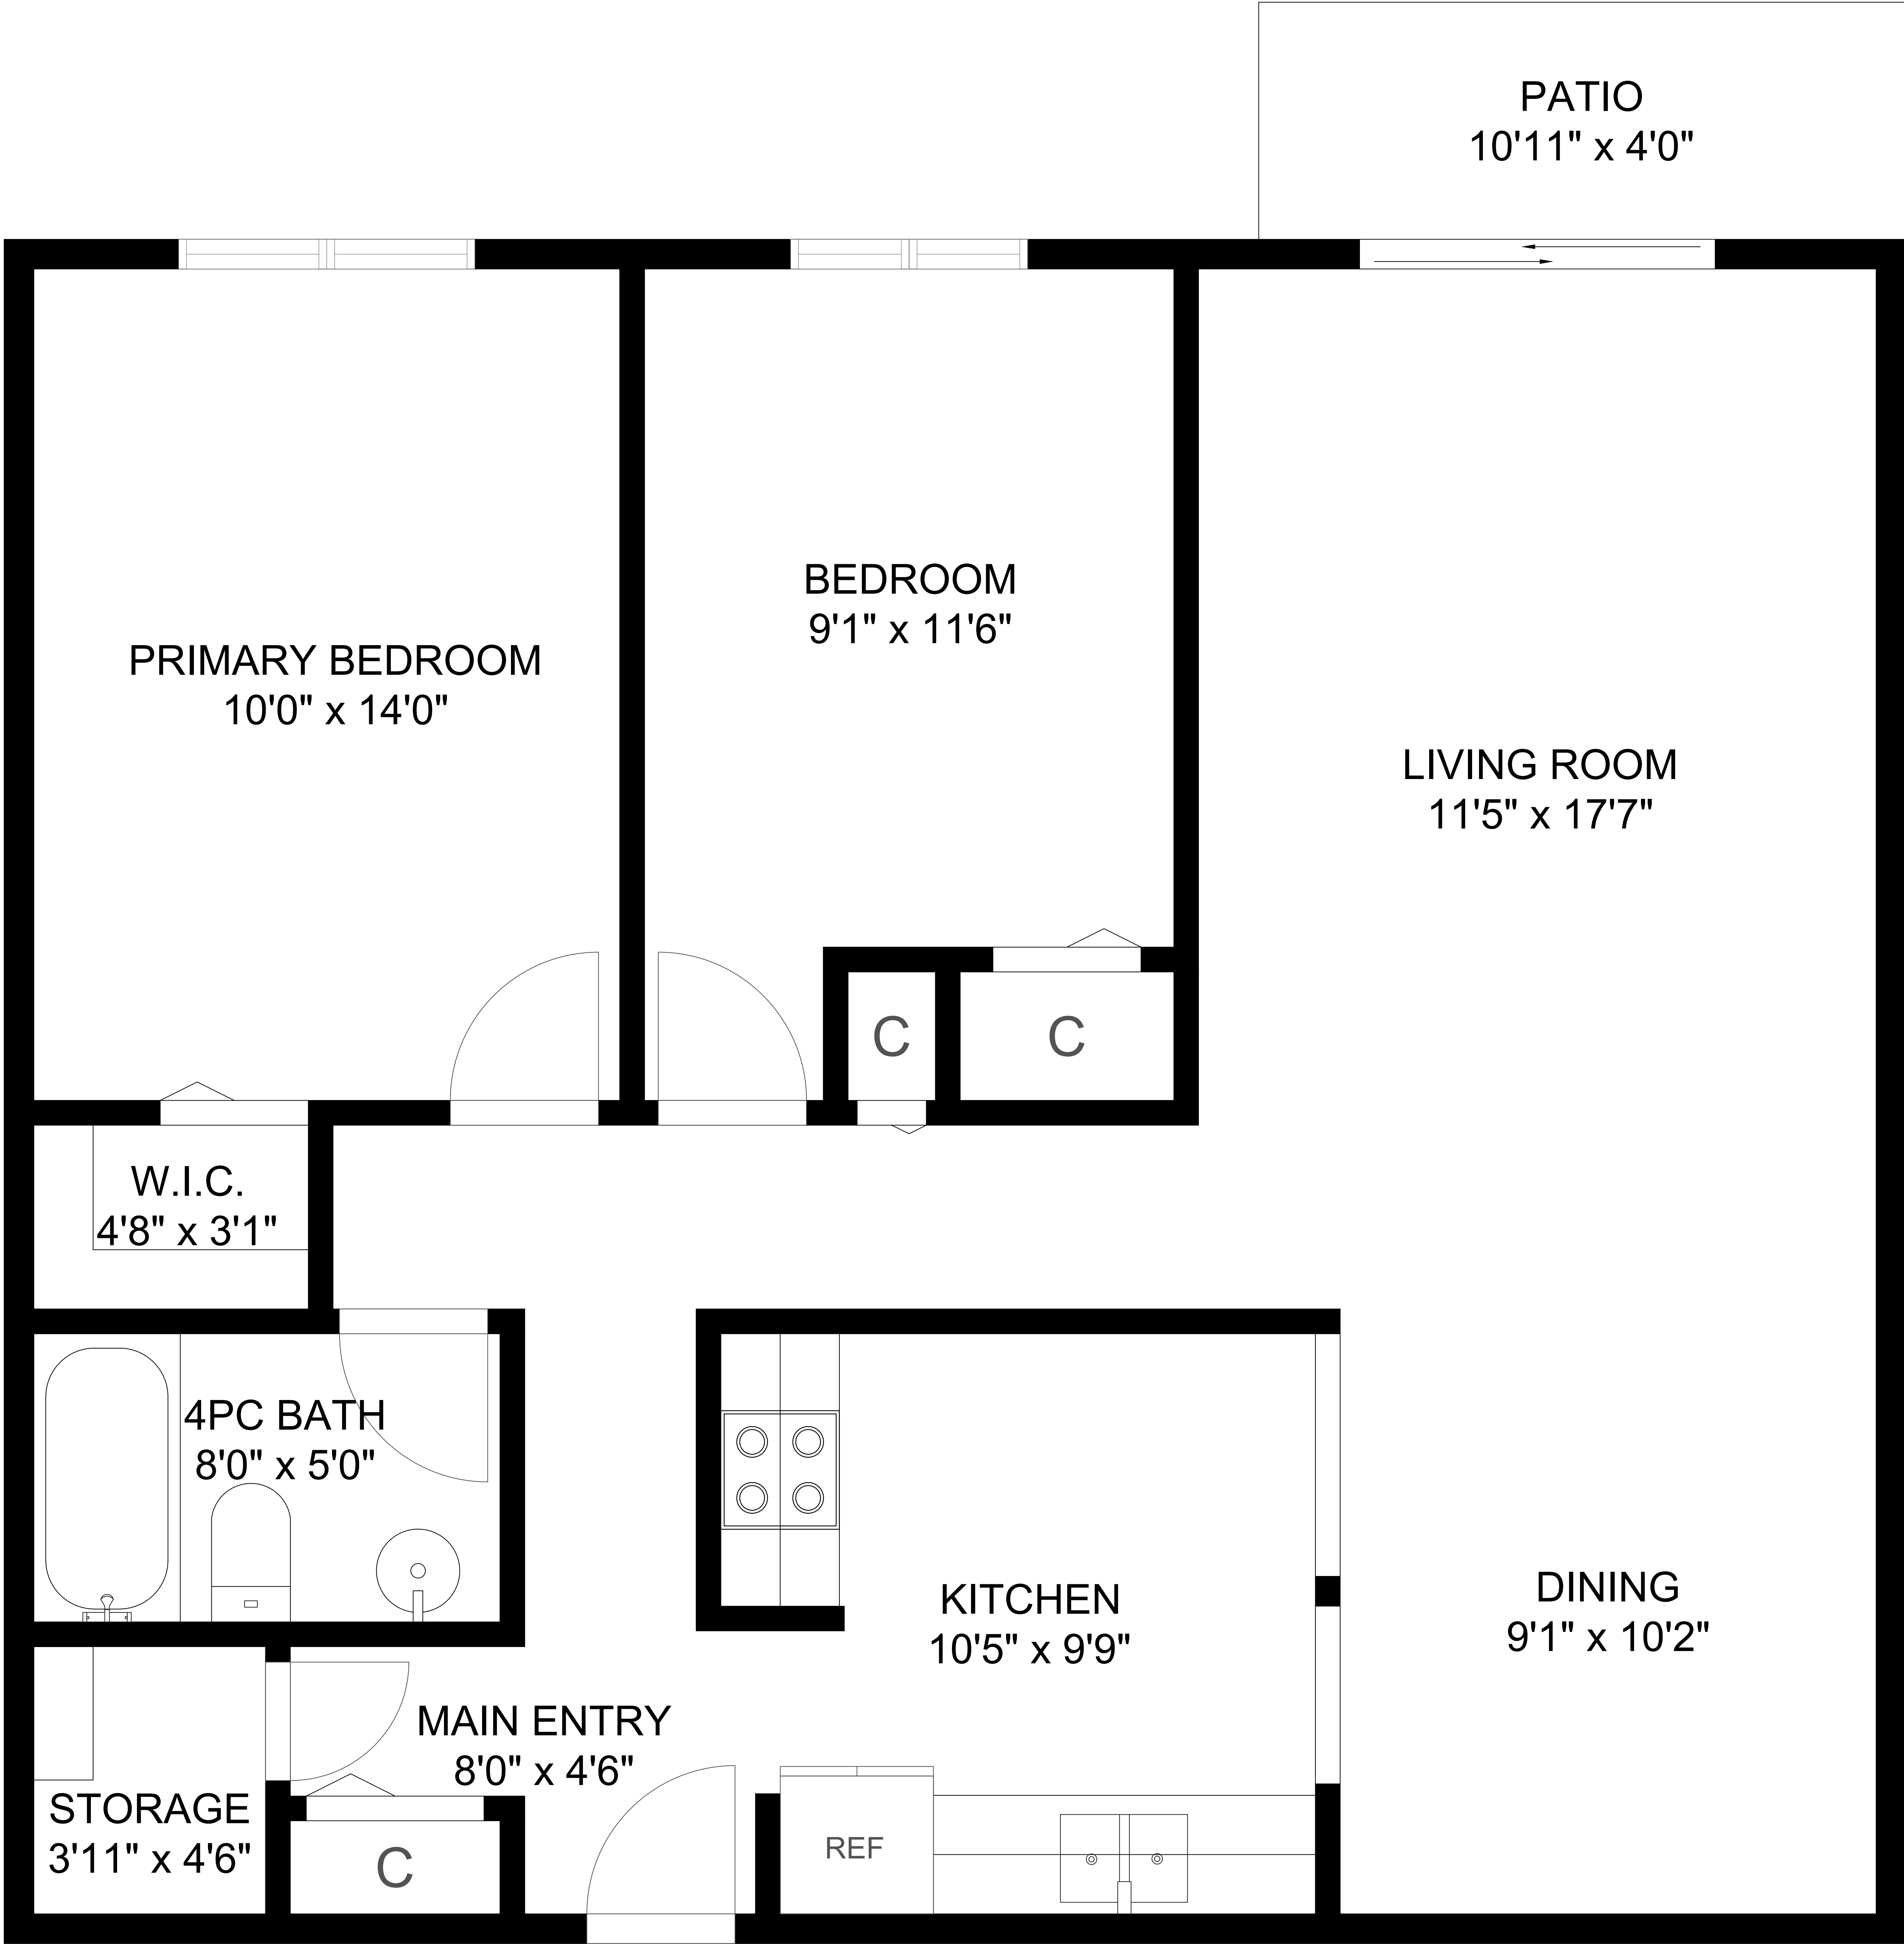 PATIO
10'11" x 4'0"
BEDROOM
9'1" x 11'6"
PRIMARY BEDROOM
10'0" x 14'0"
LIVING ROOM
11'5" x 17'7"
C
C
W.I.C.
4'8" x 3'1"
4PC BATH
8'0" x 5'0"
KITCHEN
10'5" x 9'9"
DINING
9'1" x 10'2"
MAIN ENTRY
8'0" x 4'6"
STORAGE
3'11" x 4'6"
C
REF